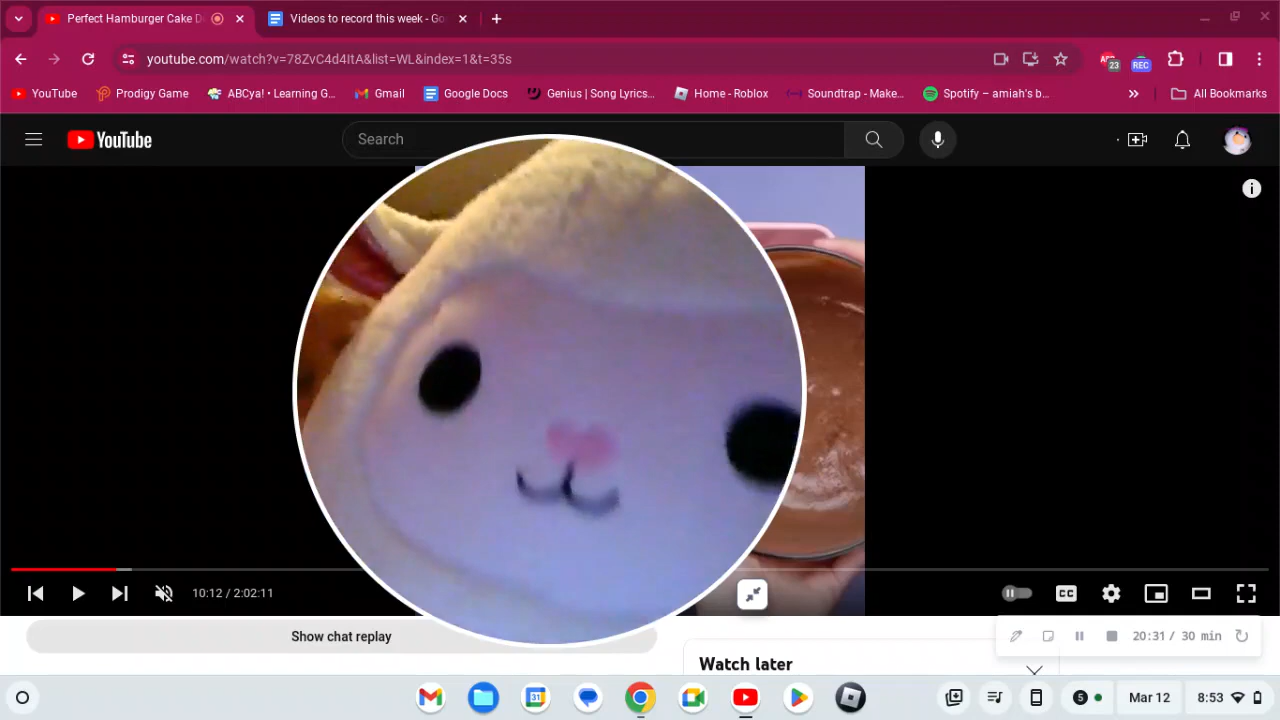 Perfect Hamburger Cake D
Videos to record this week - Go
youtube.com/watch?v=78ZvC4d4ItA&list=WL&index=1&t=35s
23
REC
YouTube
Prodigy Game
ABCya! • Learning G...
Gmail
Google Docs
Genius | Song Lyrics...
Home - Roblox
Soundtrap - Make...
Spotify – amiah's b...
All Bookmarks
YouTube
Search
10:12 / 2:02:11
CC
Show chat replay
20:31 / 30 min
Watch later
31
5
Mar 12
8:53